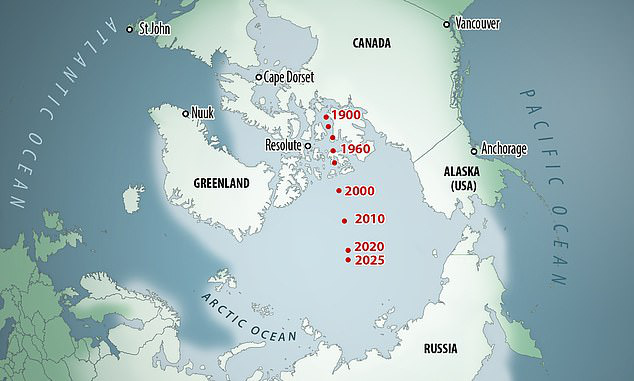 St John
Vancouver
CANADA
Cape Dorset
ATLANTIC OCEAN
PACIFIC OCEAN
Nuuk
1900
Resolute
1960
Anchorage
ALASKA
(USA)
GREENLAND
2000
2010
2020
2025
ARCTIC OCEAN
RUSSIA